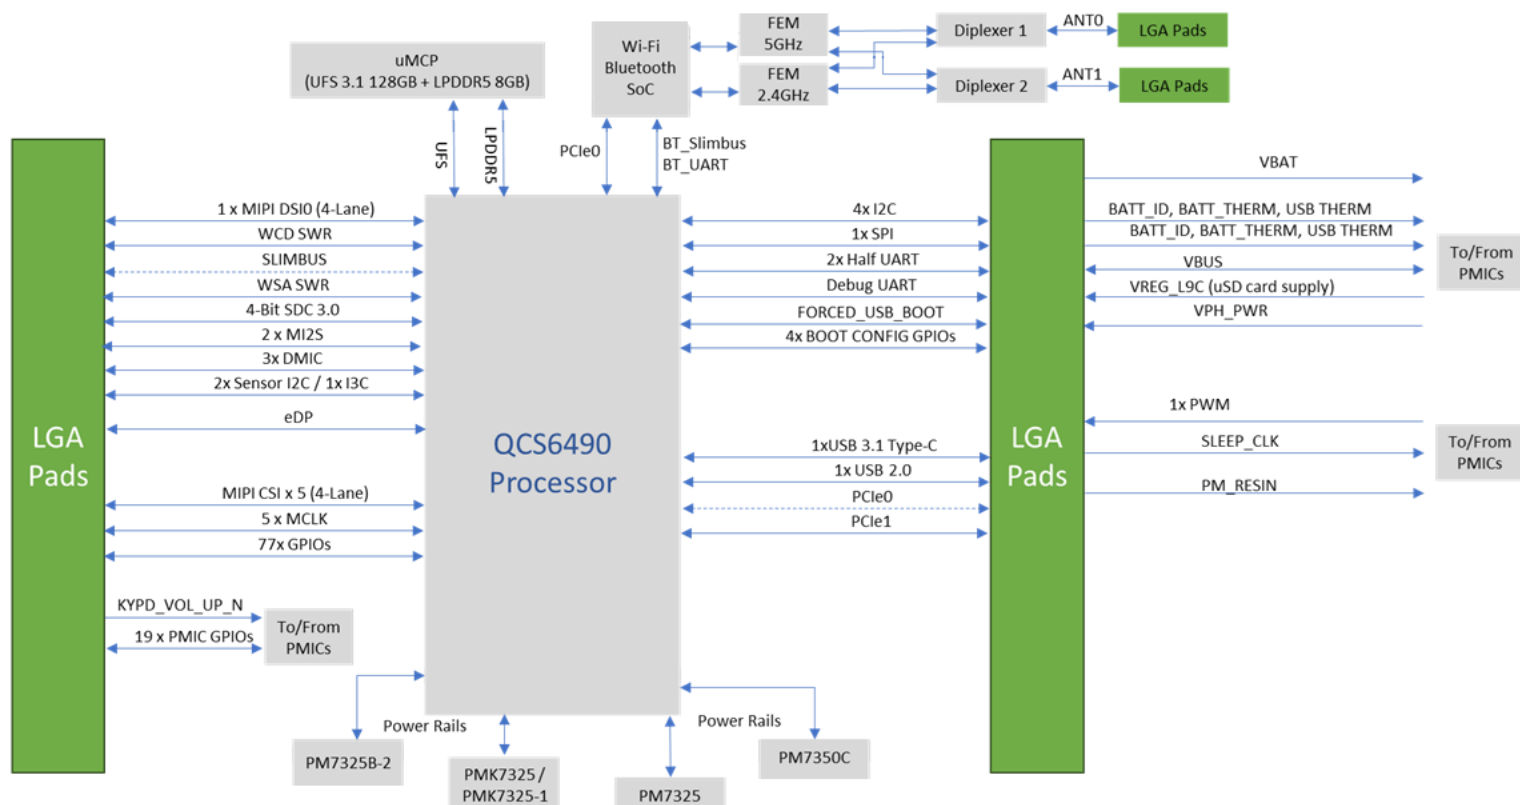 uMCP
(UFS 3.1 128GB + LPDDR5 8GB)
Wi-Fi
Bluetooth
SoC
FEM
5GHz
FEM
2.4GHz
Diplexer 1
Diplexer 2
ANT0
ANT1
LGA Pads
LGA Pads
UFS
LPDDR5
PCIe0
BT_Slimbus
BT_UART
LGA
Pads
1 x MIPI DSI0 (4-Lane)
WCD SWR
SLIMBUS
WSA SWR
4-Bit SDC 3.0
2 x MI2S
3x DMIC
2x Sensor I2C / 1x I3C
eDP
MIPI CSI x 5 (4-Lane)
5 x MCLK
77x GPIOs
KYPD_VOL_UP_N
19 x PMIC GPIOs
To/From
PMICs
QCS6490
Processor
4x I2C
1x SPI
2x Half UART
Debug UART
FORCED_USB_BOOT
4x BOOT CONFIG GPIOs
1xUSB 3.1 Type-C
1x USB 2.0
PCIe0
PCIe1
LGA
Pads
VBAT
BATT_ID, BATT_THERM, USB THERM
BATT_ID, BATT_THERM, USB THERM
VBUS
VREG_L9C (uSD card supply)
VPH_PWR
To/From
PMICs
1x PWM
SLEEP_CLK
PM_RESIN
To/From
PMICs
Power Rails
Power Rails
PM7325B-2
PMK7325 /
PMK7325-1
PM7325
PM7350C